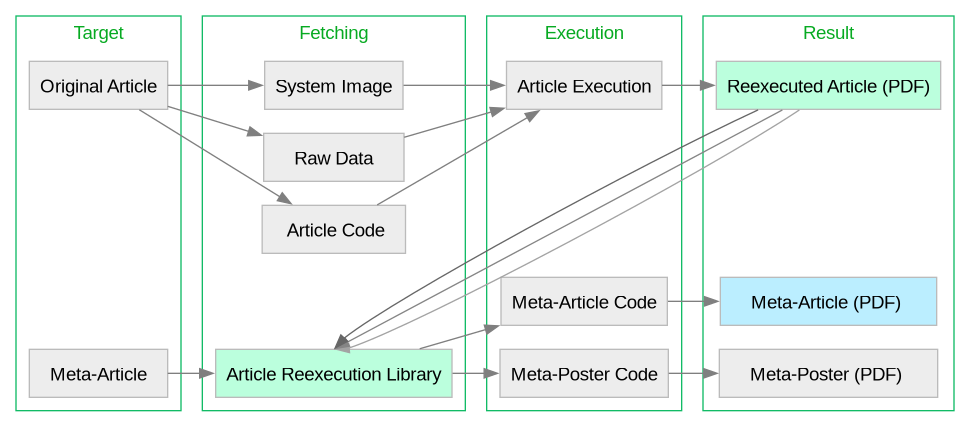 Target
Fetching
Execution
Result
Original Article
System Image
Article Execution
Reexecuted Article (PDF)
Raw Data
Article Code
Meta-Article Code
Meta-Article (PDF)
Meta-Article
Article Reexecution Library
Meta-Poster Code
Meta-Poster (PDF)